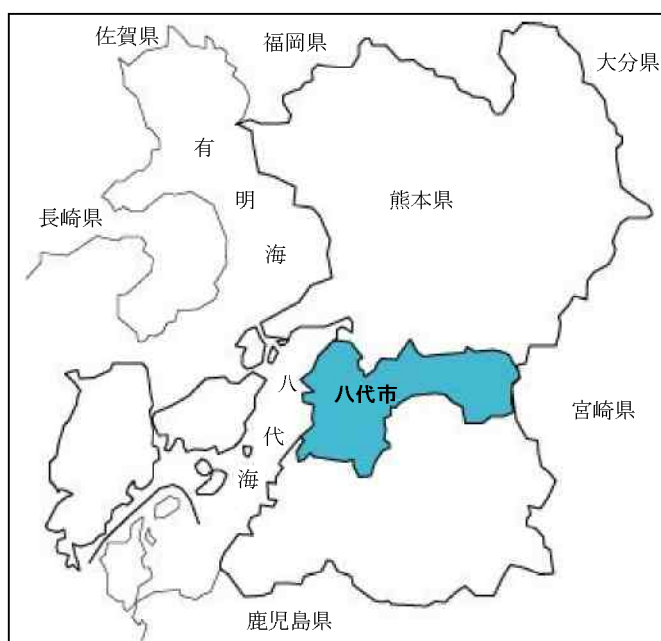 佐賀県
福岡県
大分県
有明海
長崎県
熊本県
八代市
八代海
宮崎県
鹿児島県